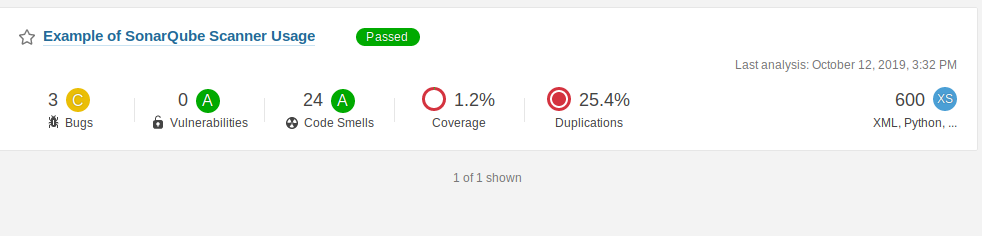 Example of SonarQube Scanner Usage Passed
Last analysis: October 12, 2019, 3:32 PM
3 C 0 A 24 A 1.2% 25.4% 600 XS
Bugs Vulnerabilities Code Smells Coverage Duplications XML, Python, ...
1 of 1 shown